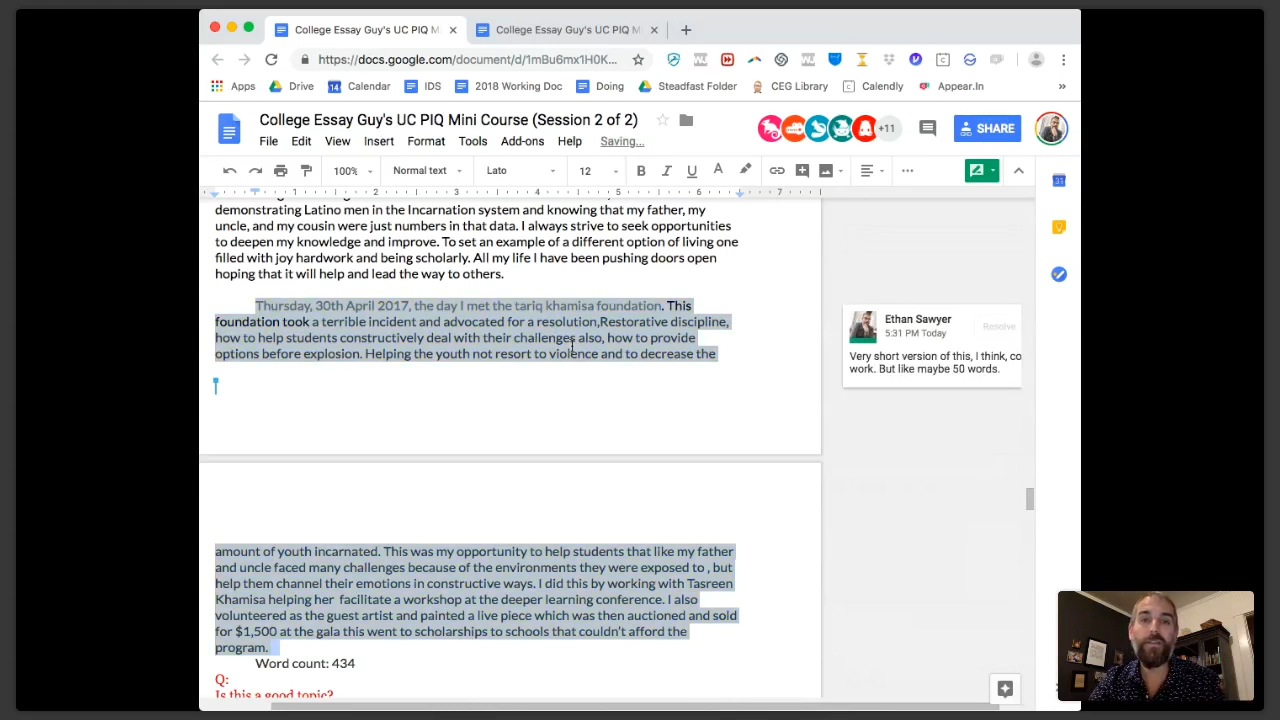 College Essay Guy's UC PIQ M
College Essay Guy's UC PIQ M
https://docs.google.com/document/d/1mBu6mx1H0K...
Apps Drive Calendar IDS 2018 Working Doc Doing Steadfast Folder CEG Library Calendly Appear.In »
College Essay Guy's UC PIQ Mini Course (Session 2 of 2)
File Edit View Insert Format Tools Add-ons Help Saving...
+11
SHARE
100% Normal text Lato 12 B I U A
2 1 1 2 3 4 5 6 7
demonstrating Latino men in the Incarnation system and knowing that my father, my
uncle, and my cousin were just numbers in that data. I always strive to seek opportunities
to deepen my knowledge and improve. To set an example of a different option of living one
filled with joy hardwork and being scholarly. All my life I have been pushing doors open
hoping that it will help and lead the way to others.
Thursday, 30th April 2017, the day I met the tariq khamisa foundation. This
foundation took a terrible incident and advocated for a resolution,Restorative discipline,
how to help students constructively deal with their challenges also, how to provide
options before explosion. Helping the youth not resort to violence and to decrease the
amount of youth incarnated. This was my opportunity to help students that like my father
and uncle faced many challenges because of the environments they were exposed to , but
help them channel their emotions in constructive ways. I did this by working with Tasreen
Khamisa helping her facilitate a workshop at the deeper learning conference. I also
volunteered as the guest artist and painted a live piece which was then auctioned and sold
for $1,500 at the gala this went to scholarships to schools that couldn't afford the
program.
Word count: 434
Q:
Is this a good topic?
Ethan Sawyer
5:31 PM Today
Resolve
Very short version of this, I think, co
work. But like maybe 50 words.